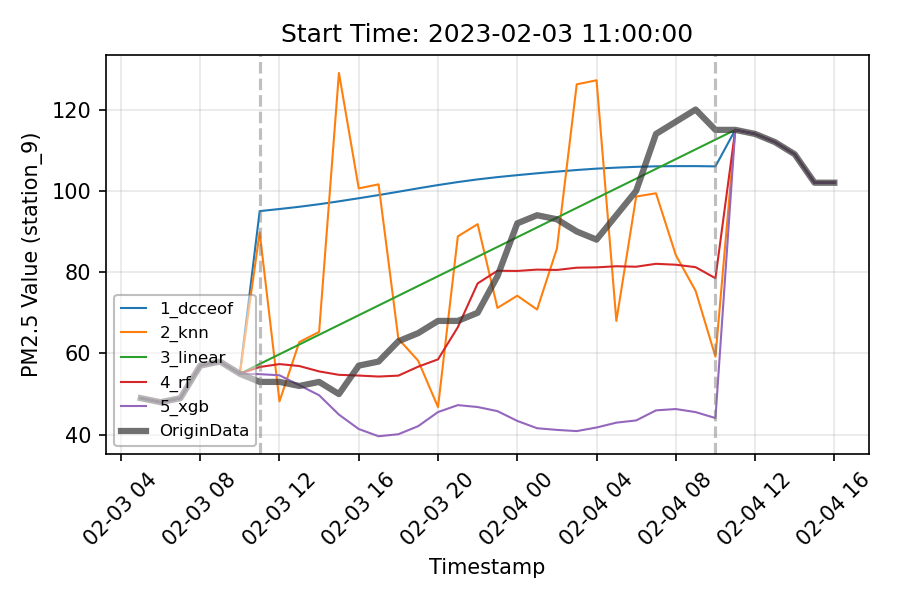 Start Time: 2023-02-03 11:00:00
PM2.5 Value (station_9)
120
100
80
60
40
1_dcceof
2_knn
3_linear
4_rf
5_xgb
OriginData
02-03 04
02-03 08
02-03 12
02-03 16
02-03 20
02-04 00
02-04 04
02-04 08
02-04 12
02-04 16
Timestamp